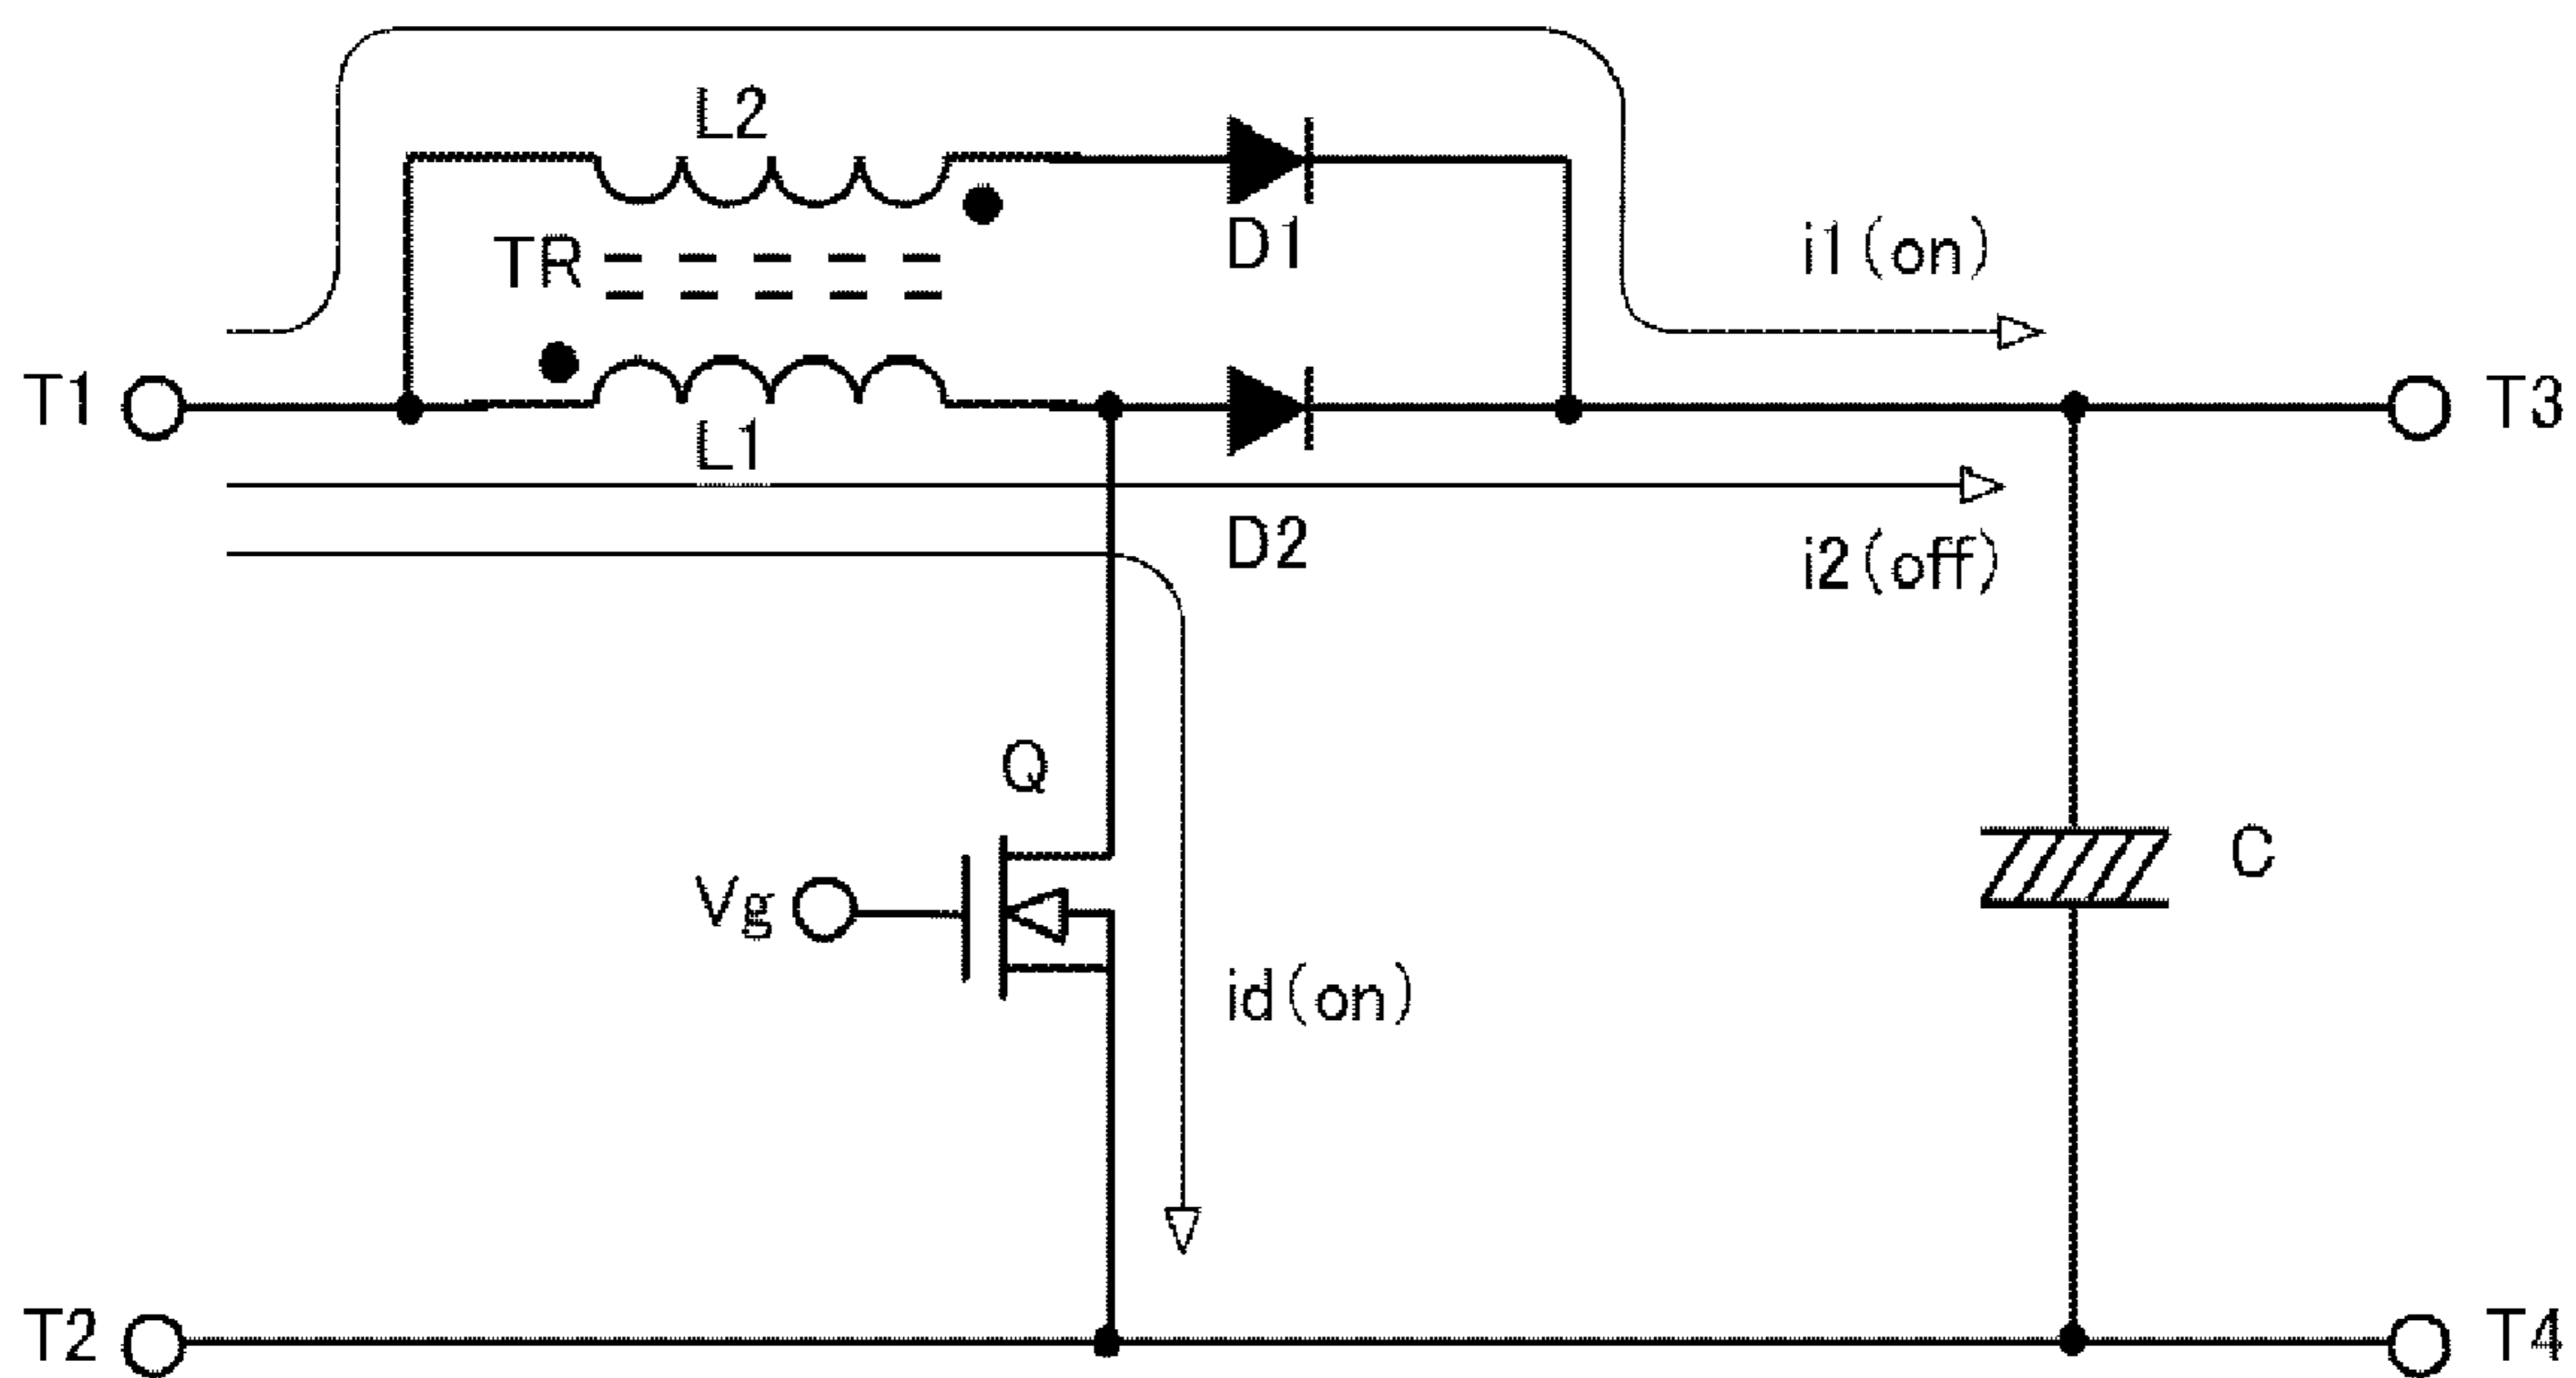 L2
D1
TR
i1(on)
T1
T3
L1
D2
i2(off)
Q
C
Vg
id(on)
T2
T4